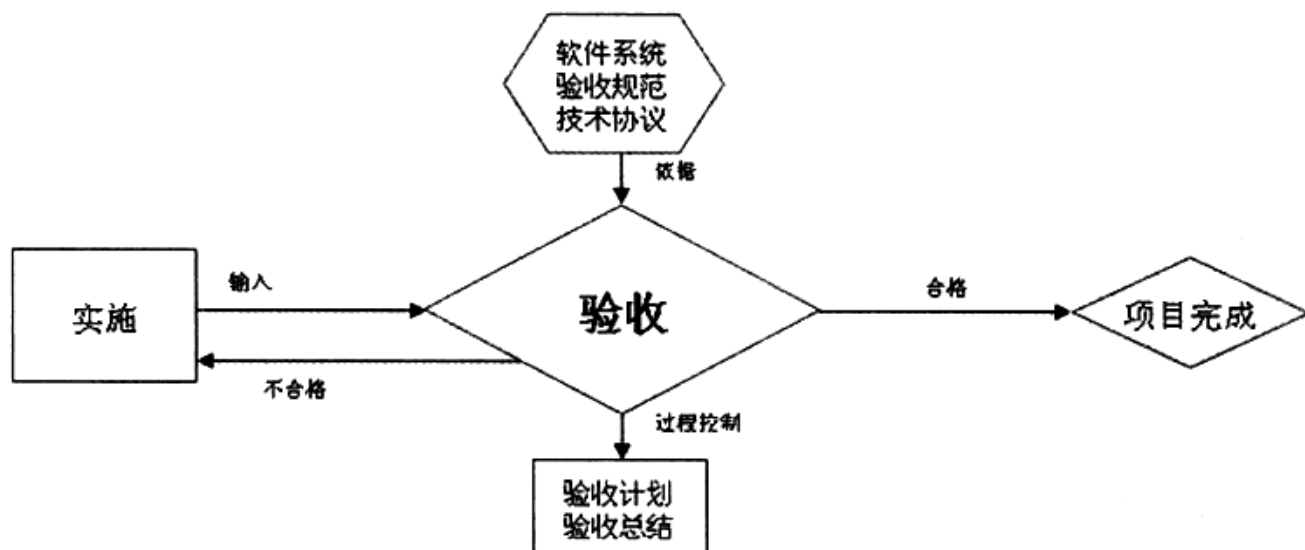 软件系统
验收规范
技术协议
依据
输入
实施
验收
合格
项目完成
不合格
过程控制
验收计划
验收总结